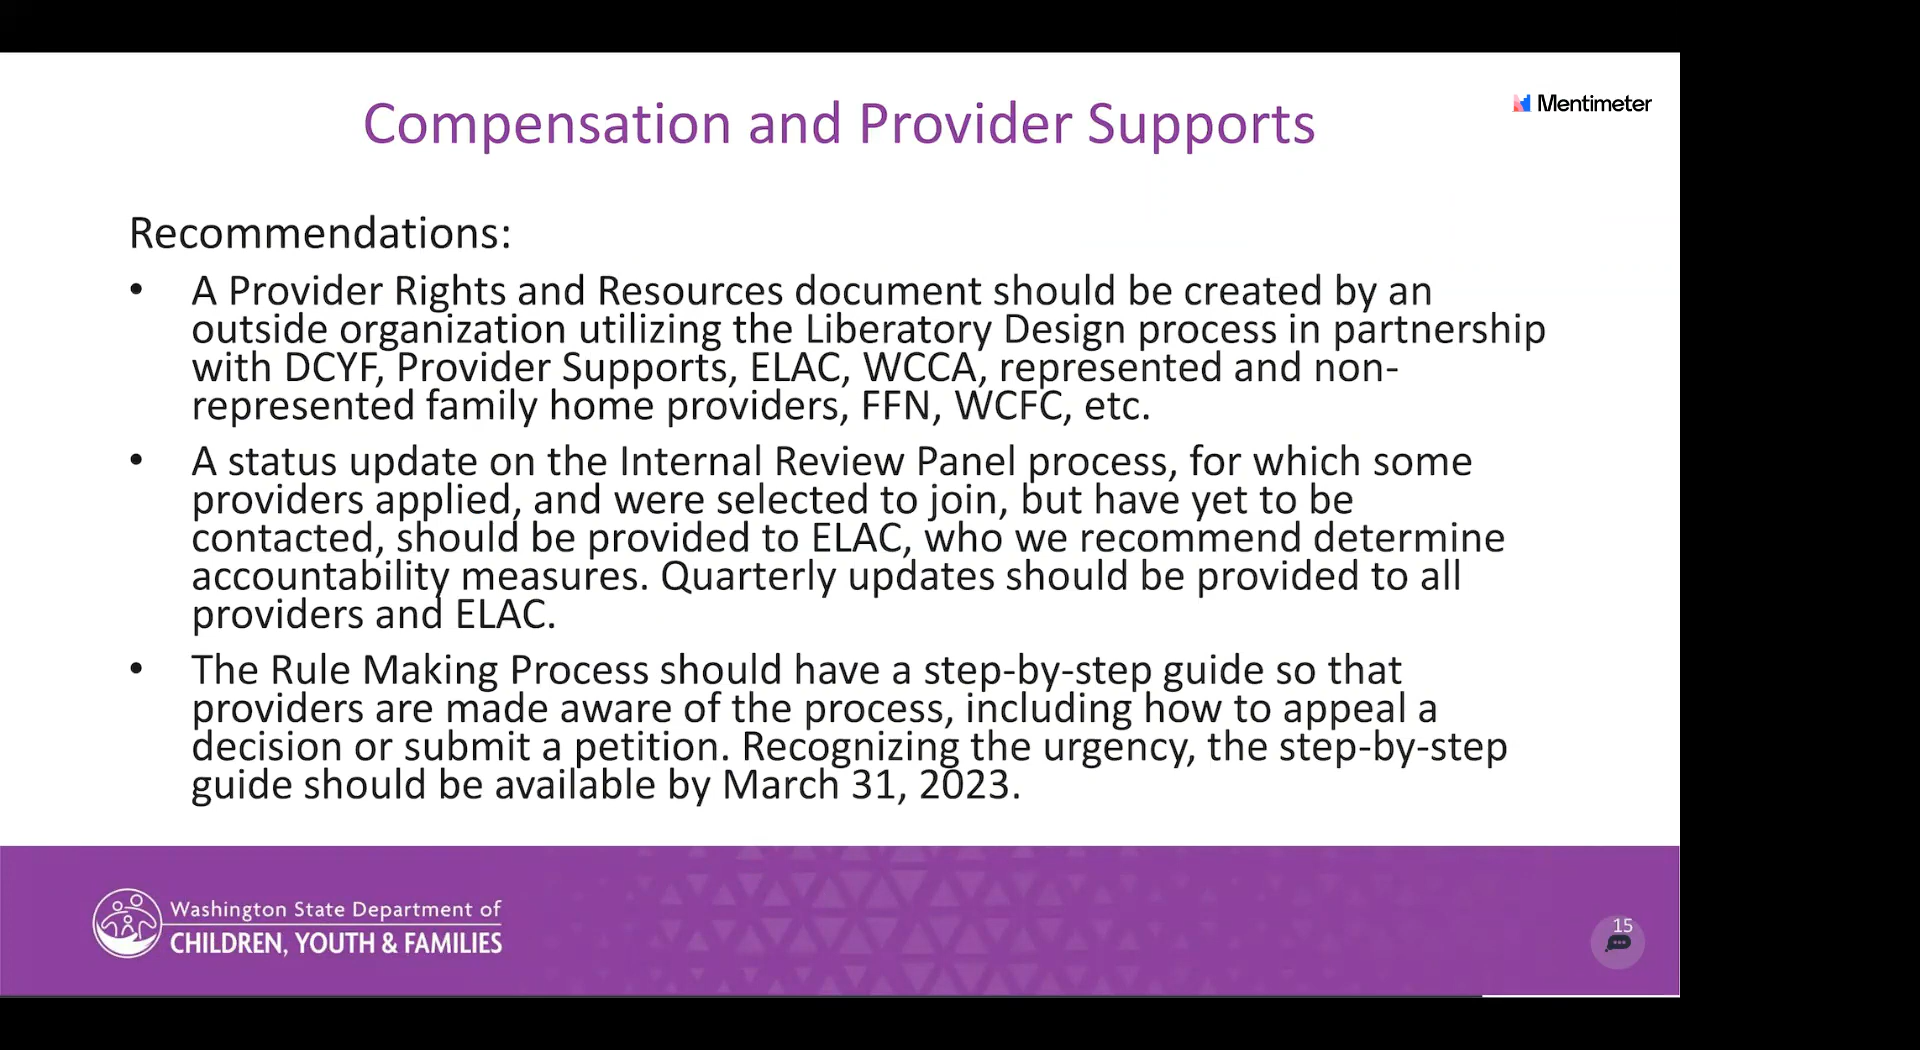 Compensation and Provider Supports
Mentimeter
Recommendations:
• A Provider Rights and Resources document should be created by an
outside organization utilizing the Liberatory Design process in partnership
with DCYF, Provider Supports, ELAC, WCCA, represented and non-
represented family home providers, FFN, WCFC, etc.
• A status update on the Internal Review Panel process, for which some
providers applied, and were selected to join, but have yet to be
contacted, should be provided to ELAC, who we recommend determine
accountability measures. Quarterly updates should be provided to all
providers and ELAC.
• The Rule Making Process should have a step-by-step guide so that
providers are made aware of the process, including how to appeal a
decision or submit a petition. Recognizing the urgency, the step-by-step
guide should be available by March 31, 2023.
Washington State Department of
CHILDREN, YOUTH & FAMILIES
15